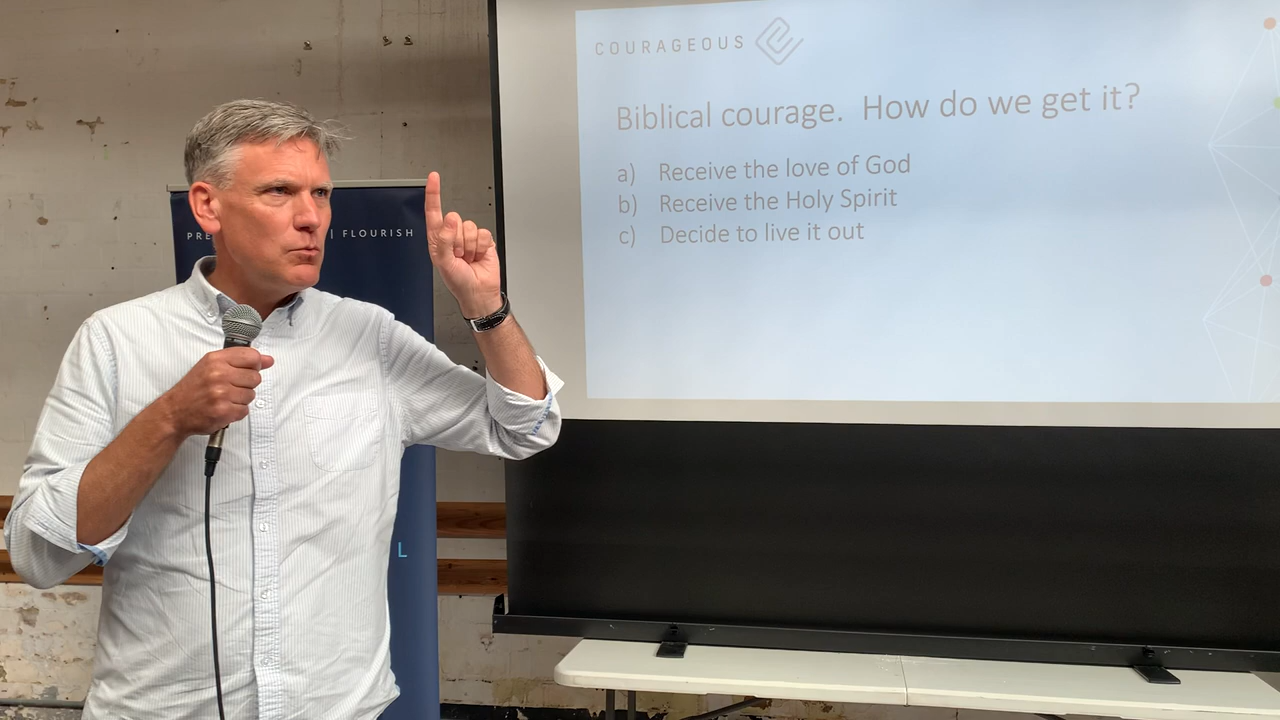 COURAGEOUS
Biblical courage. How do we get it?
a) Receive the love of God
b) Receive the Holy Spirit
c) Decide to live it out
| FLOURISH
L